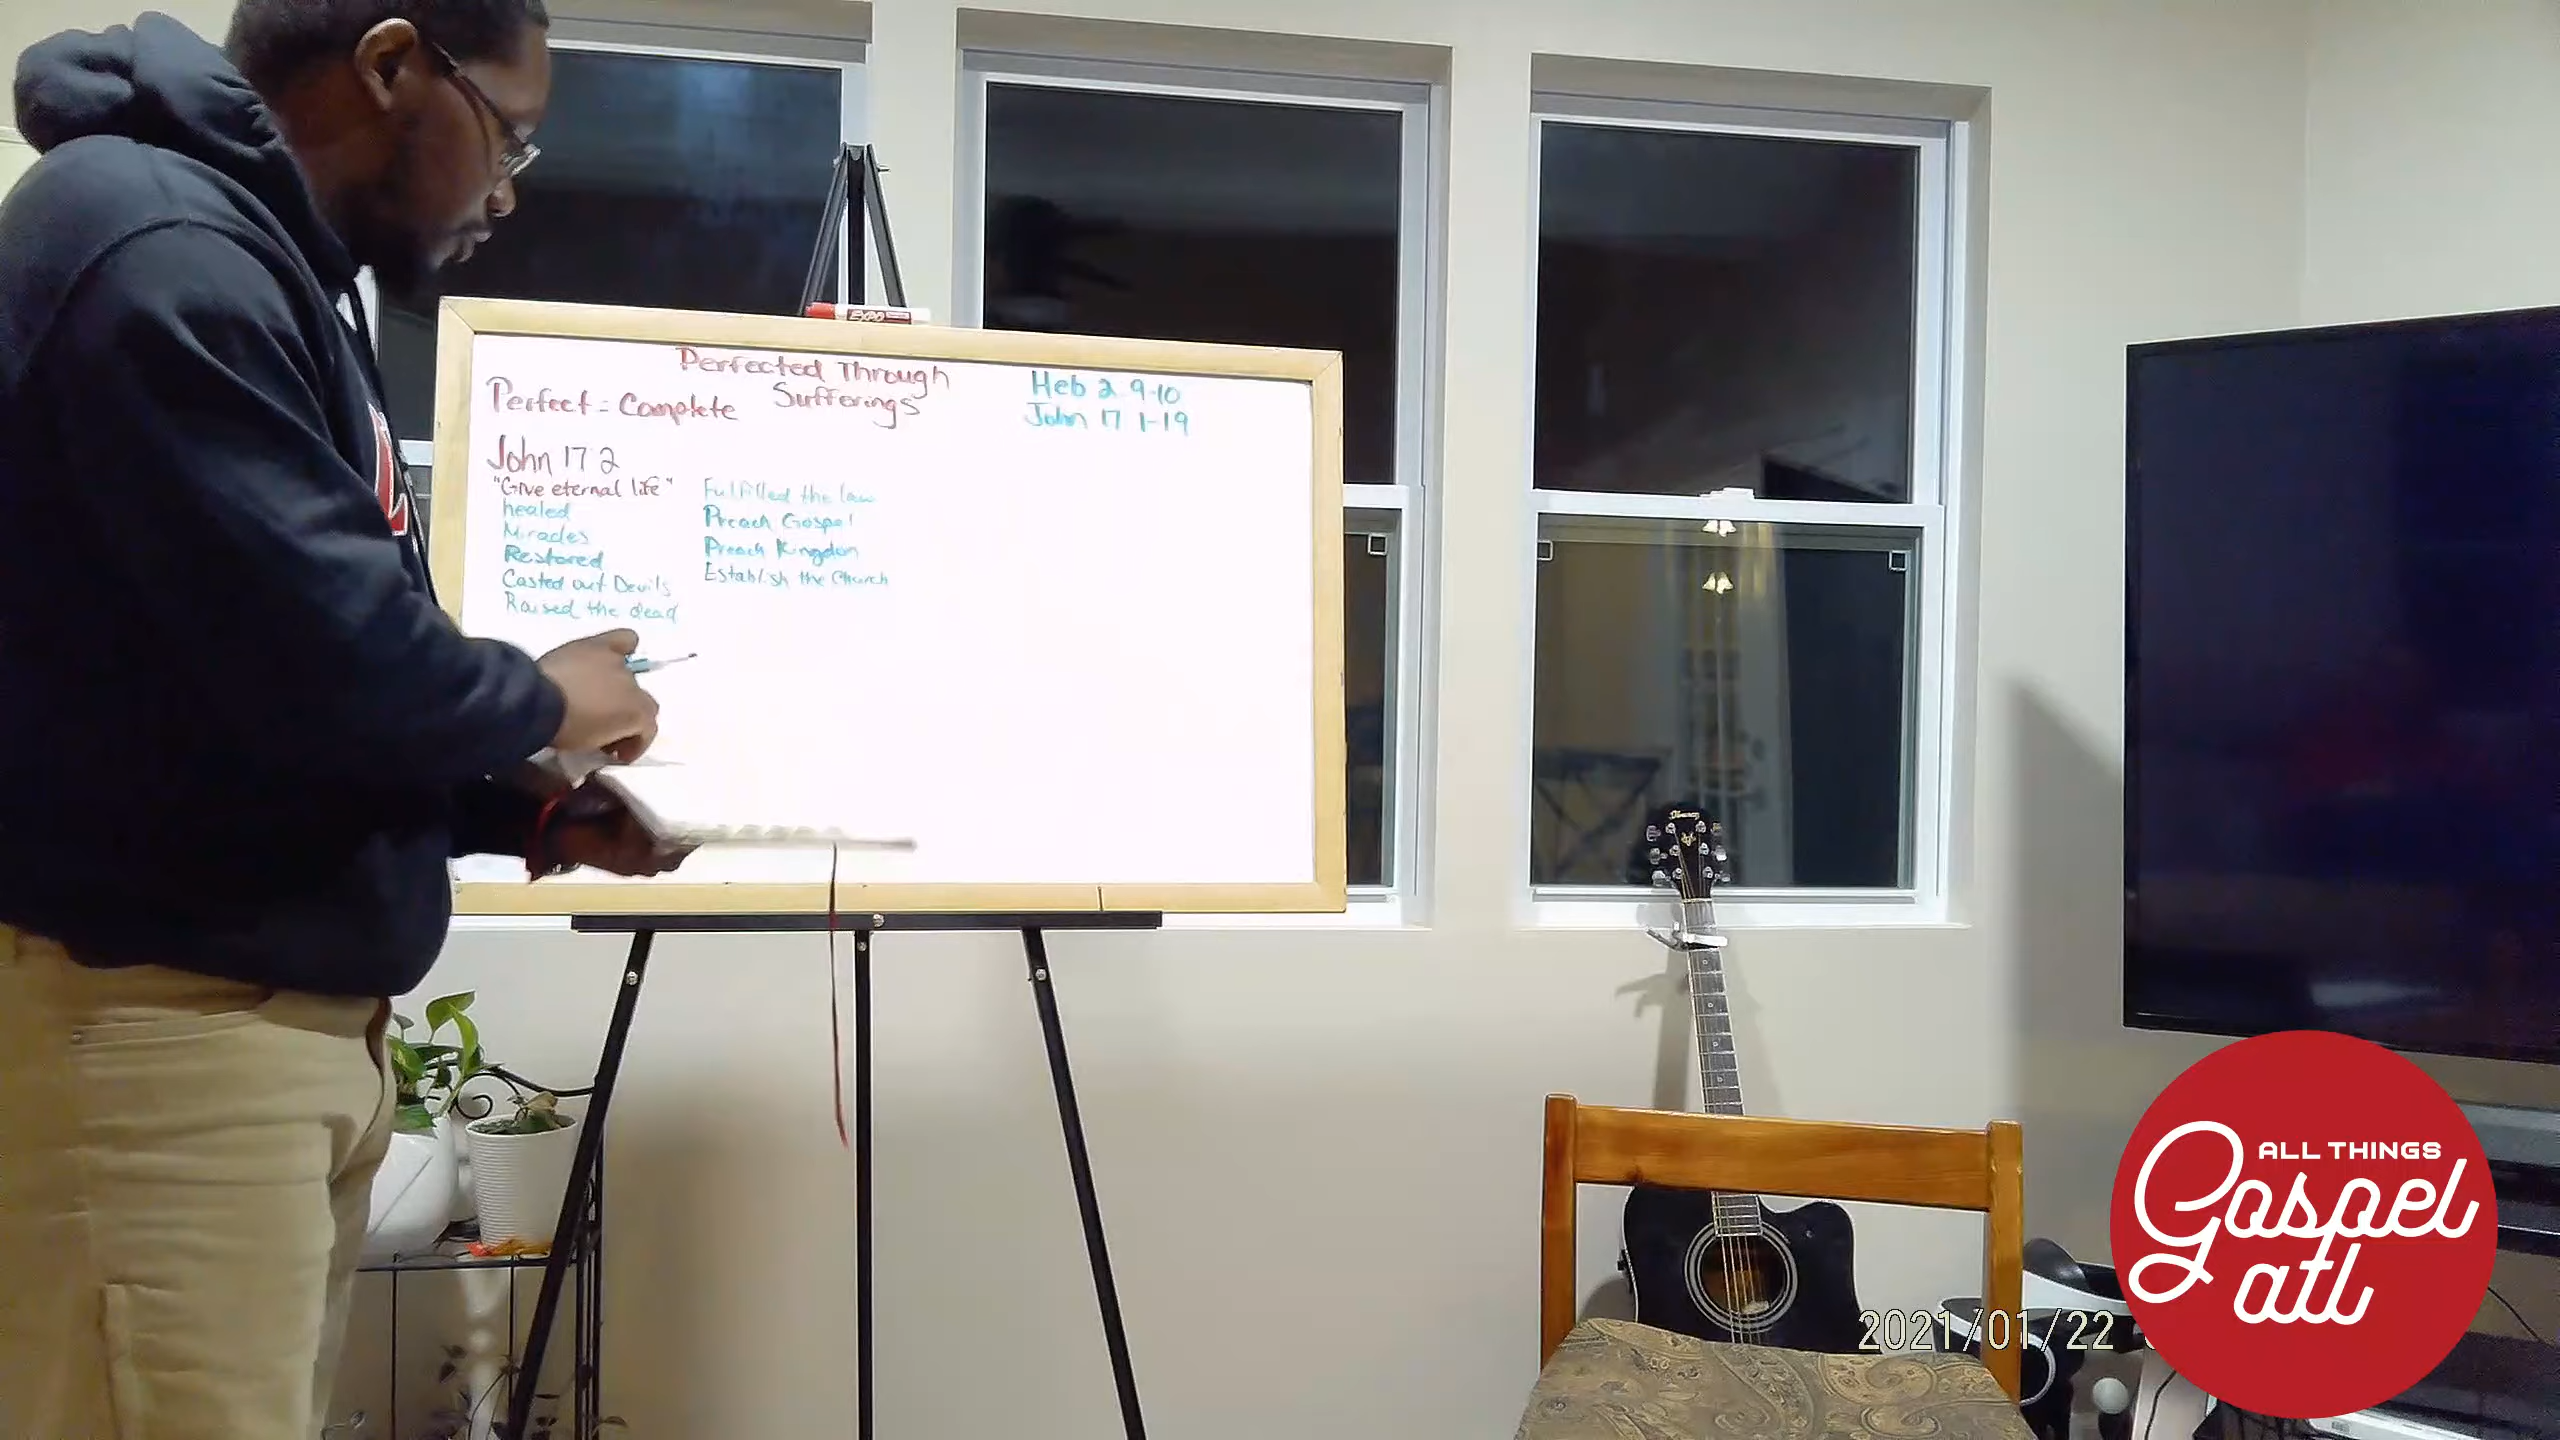 EXPO
Perfected Through
Sufferings
Perfect = Complete
Heb 2 9-10
John 17 1-19
John 17 2
"Give eternal life"
healed
Miracles
Restored
Casted out Devils
Raised the dead
Fulfilled the law
Preach Gospel
Preach Kingdom
Establish the Church
Ibanez
2021/01/22
ALL THINGS
Gospel
atl